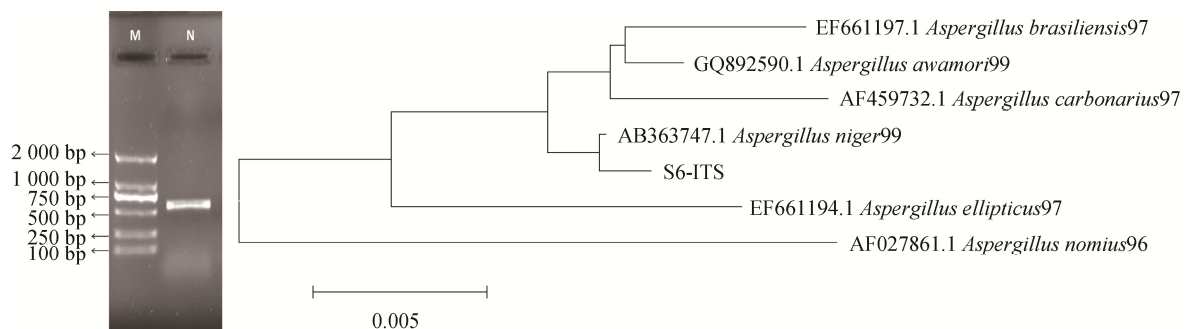 M N
2 000 bp
1 000 bp
750 bp
500 bp
250 bp
100 bp
EF661197.1 Aspergillus brasiliensis97
GQ892590.1 Aspergillus awamori99
AF459732.1 Aspergillus carbonarius97
AB363747.1 Aspergillus niger99
S6-ITS
EF661194.1 Aspergillus ellipticus97
AF027861.1 Aspergillus nomius96
0.005